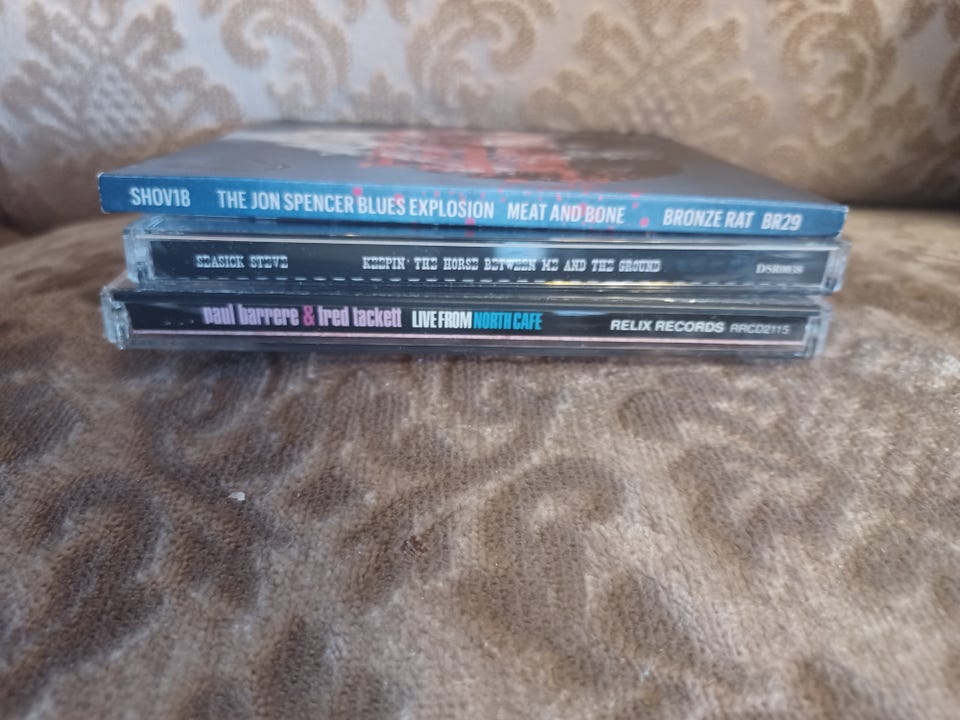 SHOV18 THE JON SPENCER BLUES EXPLOSION MEAT AND BONE BRONZE RAT BR29
SEASICK STEVE KEEPIN' THE HORSE BETWEEN ME AND THE GROUND DSR0038
paul barrere & fred tackett LIVE FROM NORTH CAFE RELIX RECORDS RRCD2115